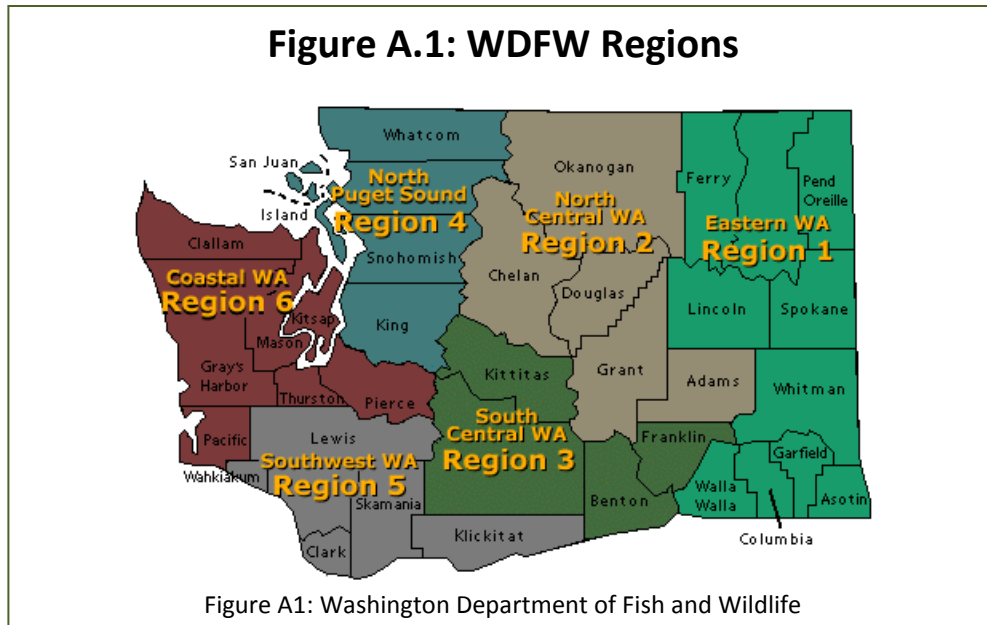 Figure A.1: WDFW Regions
Whatcom
San Juan
Okanogan
North
Puget Sound
Region 4
Ferry
Pend
Oreille
Island
North
Central WA
Region 2
Eastern WA
Region 1
Clallam
Snohomish
Chelan
Coastal WA
Region 6
Douglas
Lincoln
Spokane
Kitsap
King
Mason
Gray's
Harbor
Kittitas
Grant
Adams
Whitman
Thurston
Pierce
South
Central WA
Region 3
Pacific
Lewis
Franklin
Garfield
Southwest WA
Region 5
Wahkiakum
Skamania
Benton
Walla
Walla
Asotin
Klickitat
Columbia
Clark
Figure A1: Washington Department of Fish and Wildlife